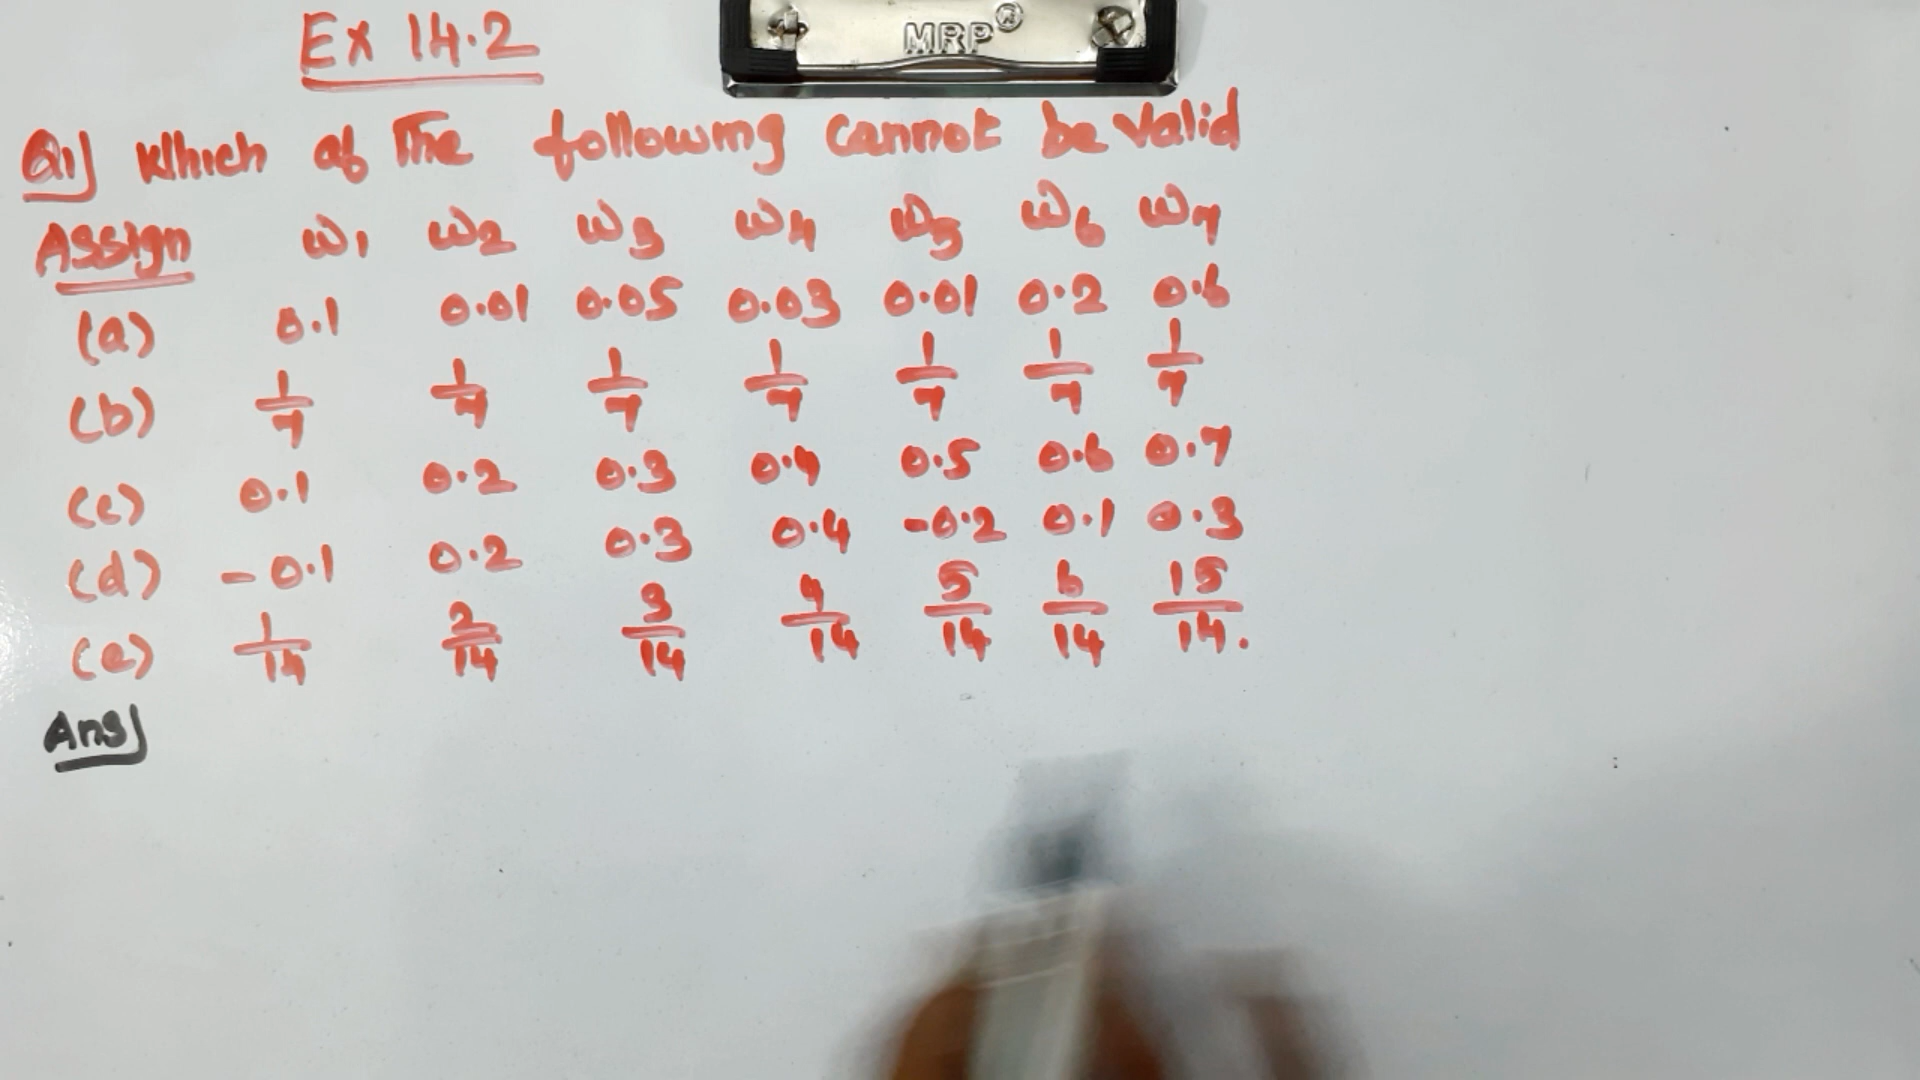 MRP®
Ex 14.2
Q1) Which of The following cannot be valid
Assign ω1 ω2 ω3 ω4 ω5 ω6 ω7
(a) 0.1 0.01 0.05 0.03 0.01 0.2 0.6
(b) 1/7 1/7 1/7 1/7 1/7 1/7 1/7
(c) 0.1 0.2 0.3 0.4 0.5 0.6 0.7
(d) -0.1 0.2 0.3 0.4 -0.2 0.1 0.3
(e) 1/14 2/14 3/14 4/14 5/14 6/14 15/14.
Ans)